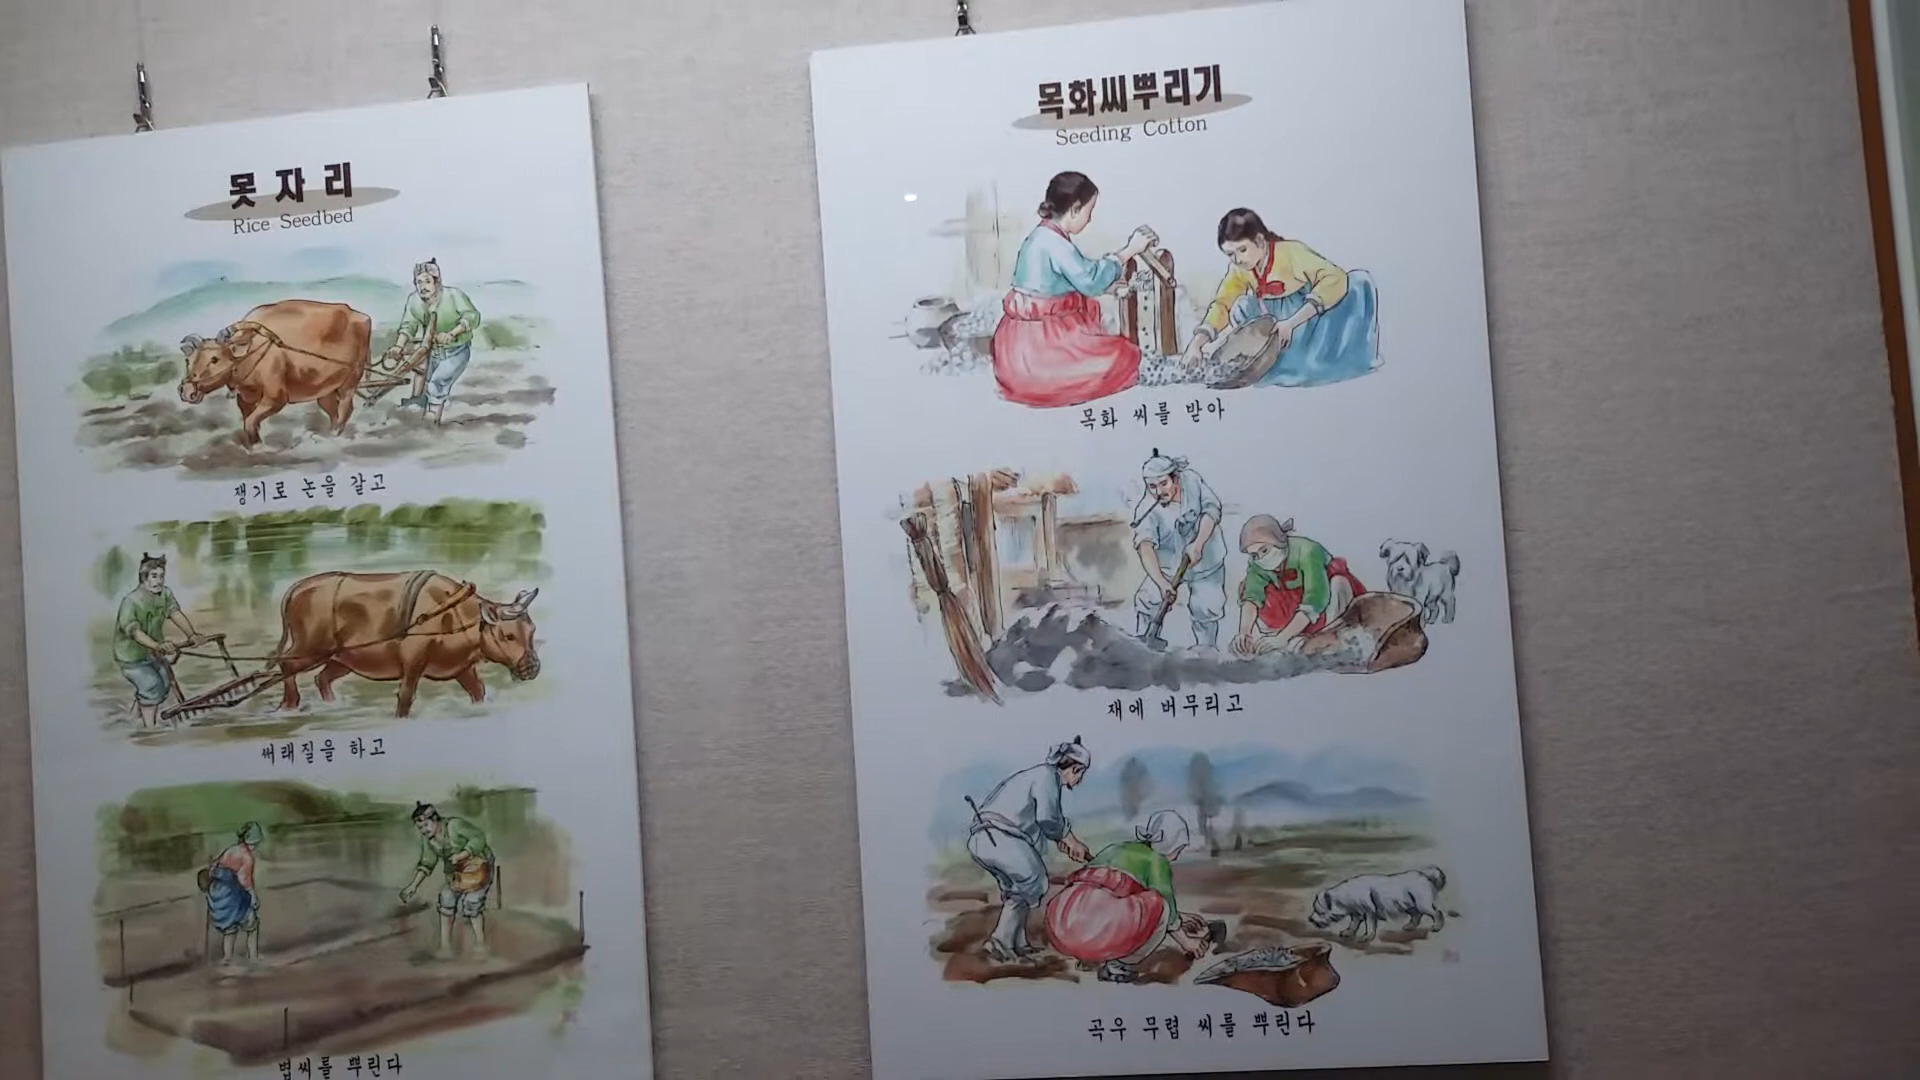 못자리
Rice Seedbed
쟁기로 논을 갈고
써래질을 하고
볍씨를 뿌린다
목화씨뿌리기
Seeding Cotton
목화 씨를 받아
재에 버무리고
곡우 무렵 씨를 뿌린다